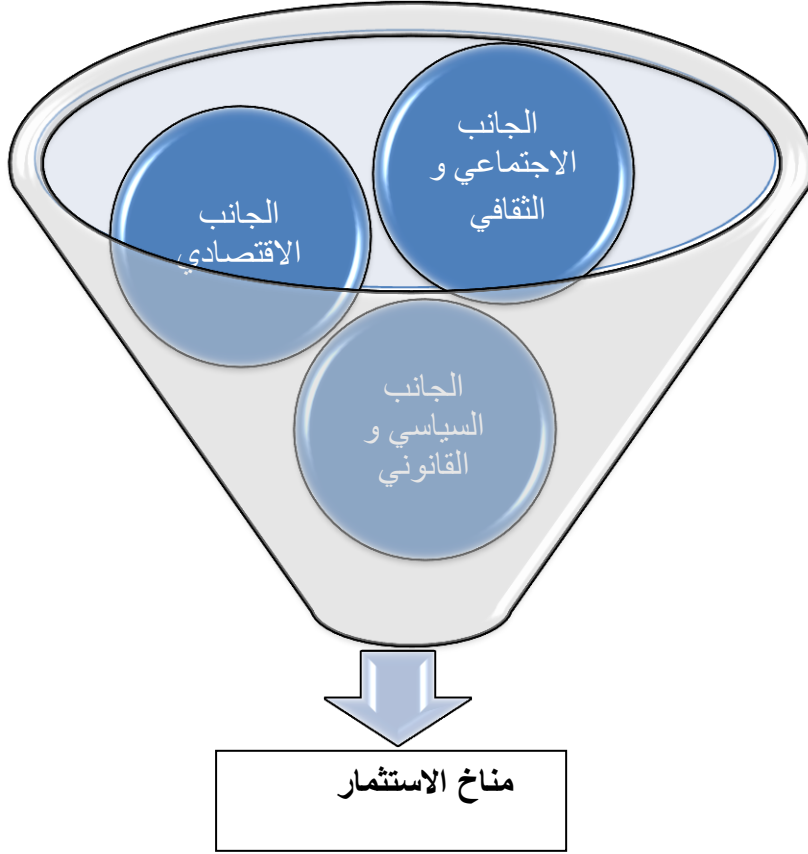 الجانب
الاجتماعي و
الثقافي
الجانب
الاقتصادي
الجانب
السياسي و
القانوني
مناخ الاستثمار